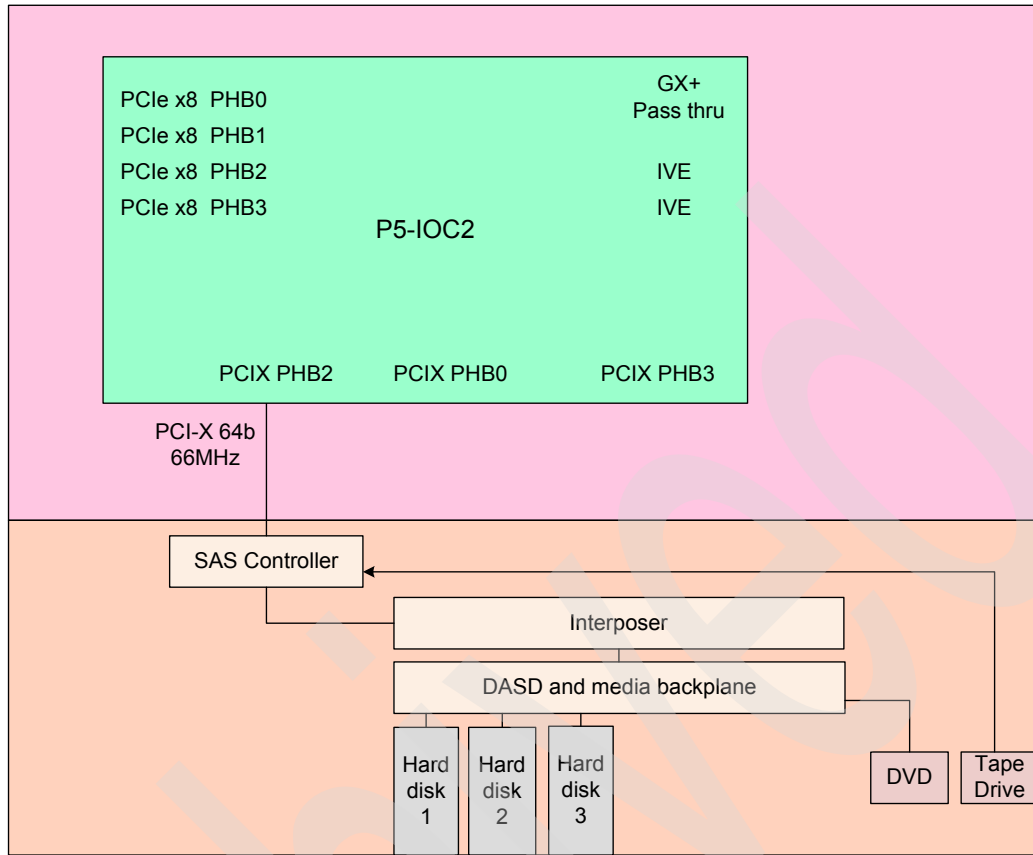 PCIe x8 PHB0
PCIe x8 PHB1
PCIe x8 PHB2
PCIe x8 PHB3
GX+
Pass thru
IVE
IVE
P5-IOC2
PCIX PHB2
PCIX PHB0
PCIX PHB3
PCI-X 64b
66MHz
SAS Controller
Interposer
DASD and media backplane
Hard
disk
1
Hard
disk
2
Hard
disk
3
DVD
Tape
Drive